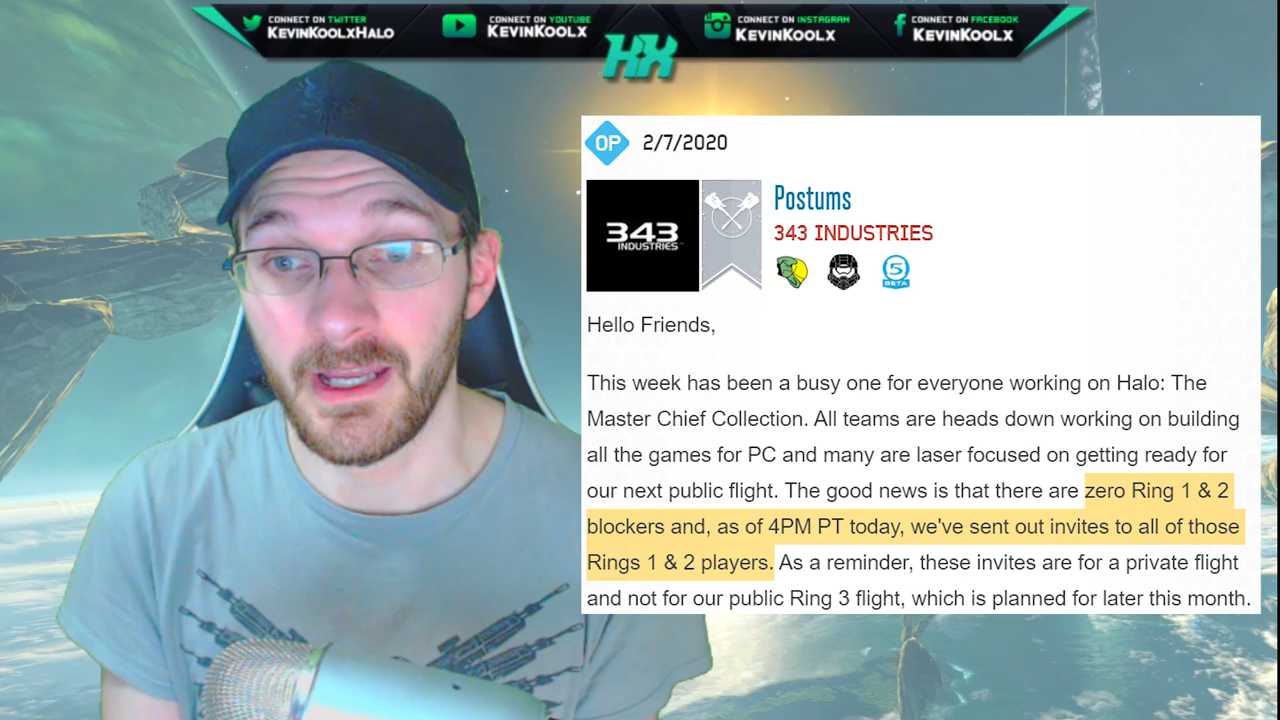 CONNECT ON TWITTER
KEVINKOOLXHALO
CONNECT ON YOUTUBE
KEVINKOOLX
CONNECT ON INSTAGRAM
KEVINKOOLX
CONNECT ON FACEBOOK
KEVINKOOLX
KX
OP 2/7/2020
343
INDUSTRIES
Postums
343 INDUSTRIES
5
BETA
Hello Friends,
This week has been a busy one for everyone working on Halo: The
Master Chief Collection. All teams are heads down working on building
all the games for PC and many are laser focused on getting ready for
our next public flight. The good news is that there are zero Ring 1 & 2
blockers and, as of 4PM PT today, we've sent out invites to all of those
Rings 1 & 2 players. As a reminder, these invites are for a private flight
and not for our public Ring 3 flight, which is planned for later this month.